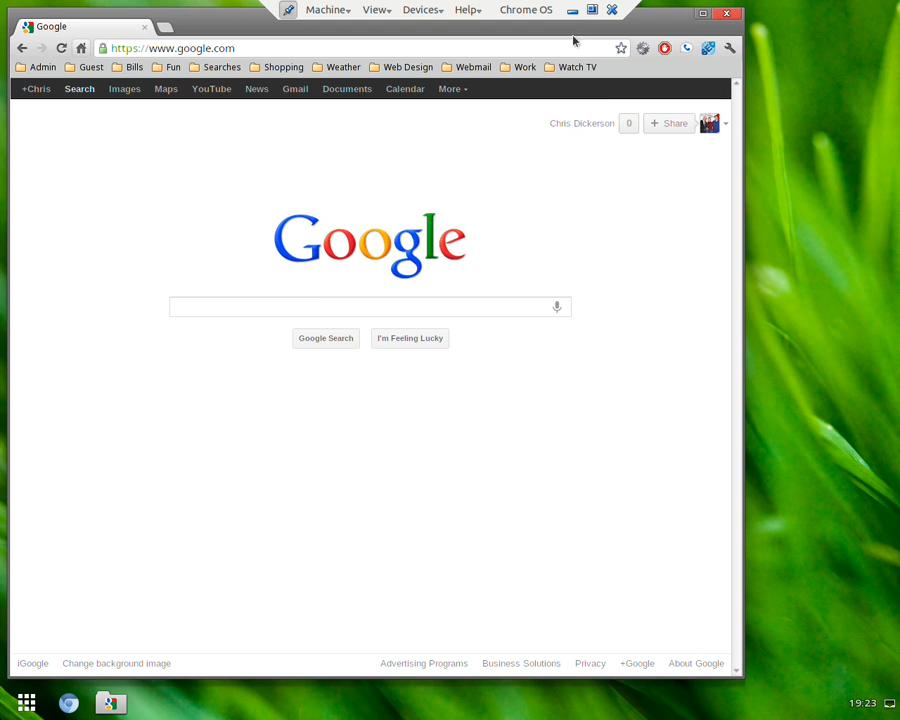 Machine View Devices Help Chrome OS
Google
https://www.google.com
Admin Guest Bills Fun Searches Shopping Weather Web Design Webmail Work Watch TV
+Chris Search Images Maps YouTube News Gmail Documents Calendar More
Chris Dickerson 0 + Share
Google
Google Search I'm Feeling Lucky
iGoogle Change background image Advertising Programs Business Solutions Privacy +Google About Google
19:23